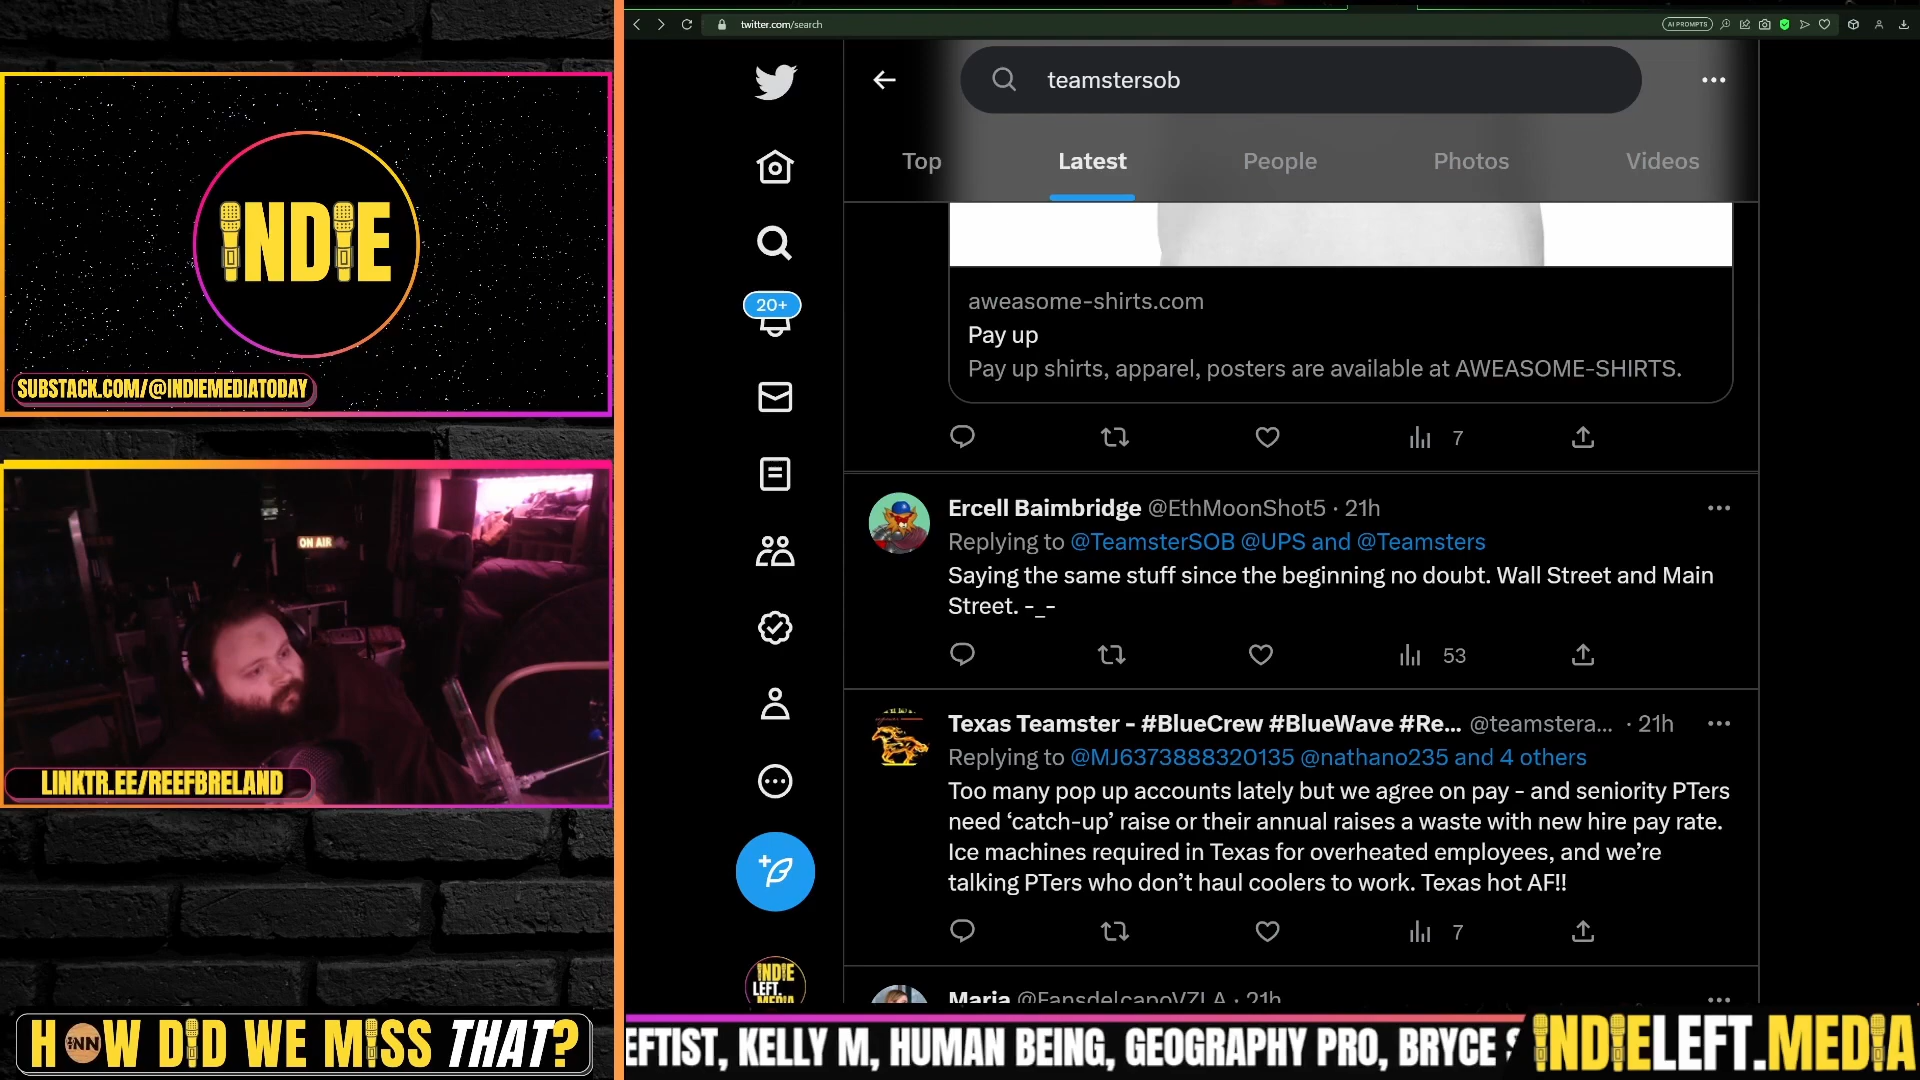 INDIE
SUBSTACK.COM/@INDIEMEDIATODAY
ON AIR
LINKTR.EE/REEFBRELAND
HOW DID WE MISS THAT?
INN
twitter.com/search
AI PROMPTS
teamstersob
Top
Latest
People
Photos
Videos
20+
aweasome-shirts.com
Pay up
Pay up shirts, apparel, posters are available at AWEASOME-SHIRTS.
7
Ercell Baimbridge @EthMoonShot5 · 21h
Replying to @TeamsterSOB @UPS and @Teamsters
Saying the same stuff since the beginning no doubt. Wall Street and Main
Street. -_-
53
Texas Teamster - #BlueCrew #BlueWave #Re... @teamstera... · 21h
Replying to @MJ6373888320135 @nathano235 and 4 others
Too many pop up accounts lately but we agree on pay - and seniority PTers
need ‘catch-up’ raise or their annual raises a waste with new hire pay rate.
Ice machines required in Texas for overheated employees, and we’re
talking PTers who don’t haul coolers to work. Texas hot AF!!
7
Maria @FansdelcapoVZLA · 21h
INDIE
LEFT.
MEDIA
EFTIST, KELLY M, HUMAN BEING, GEOGRAPHY PRO, BRYCE
INDIELEFT.MEDIA